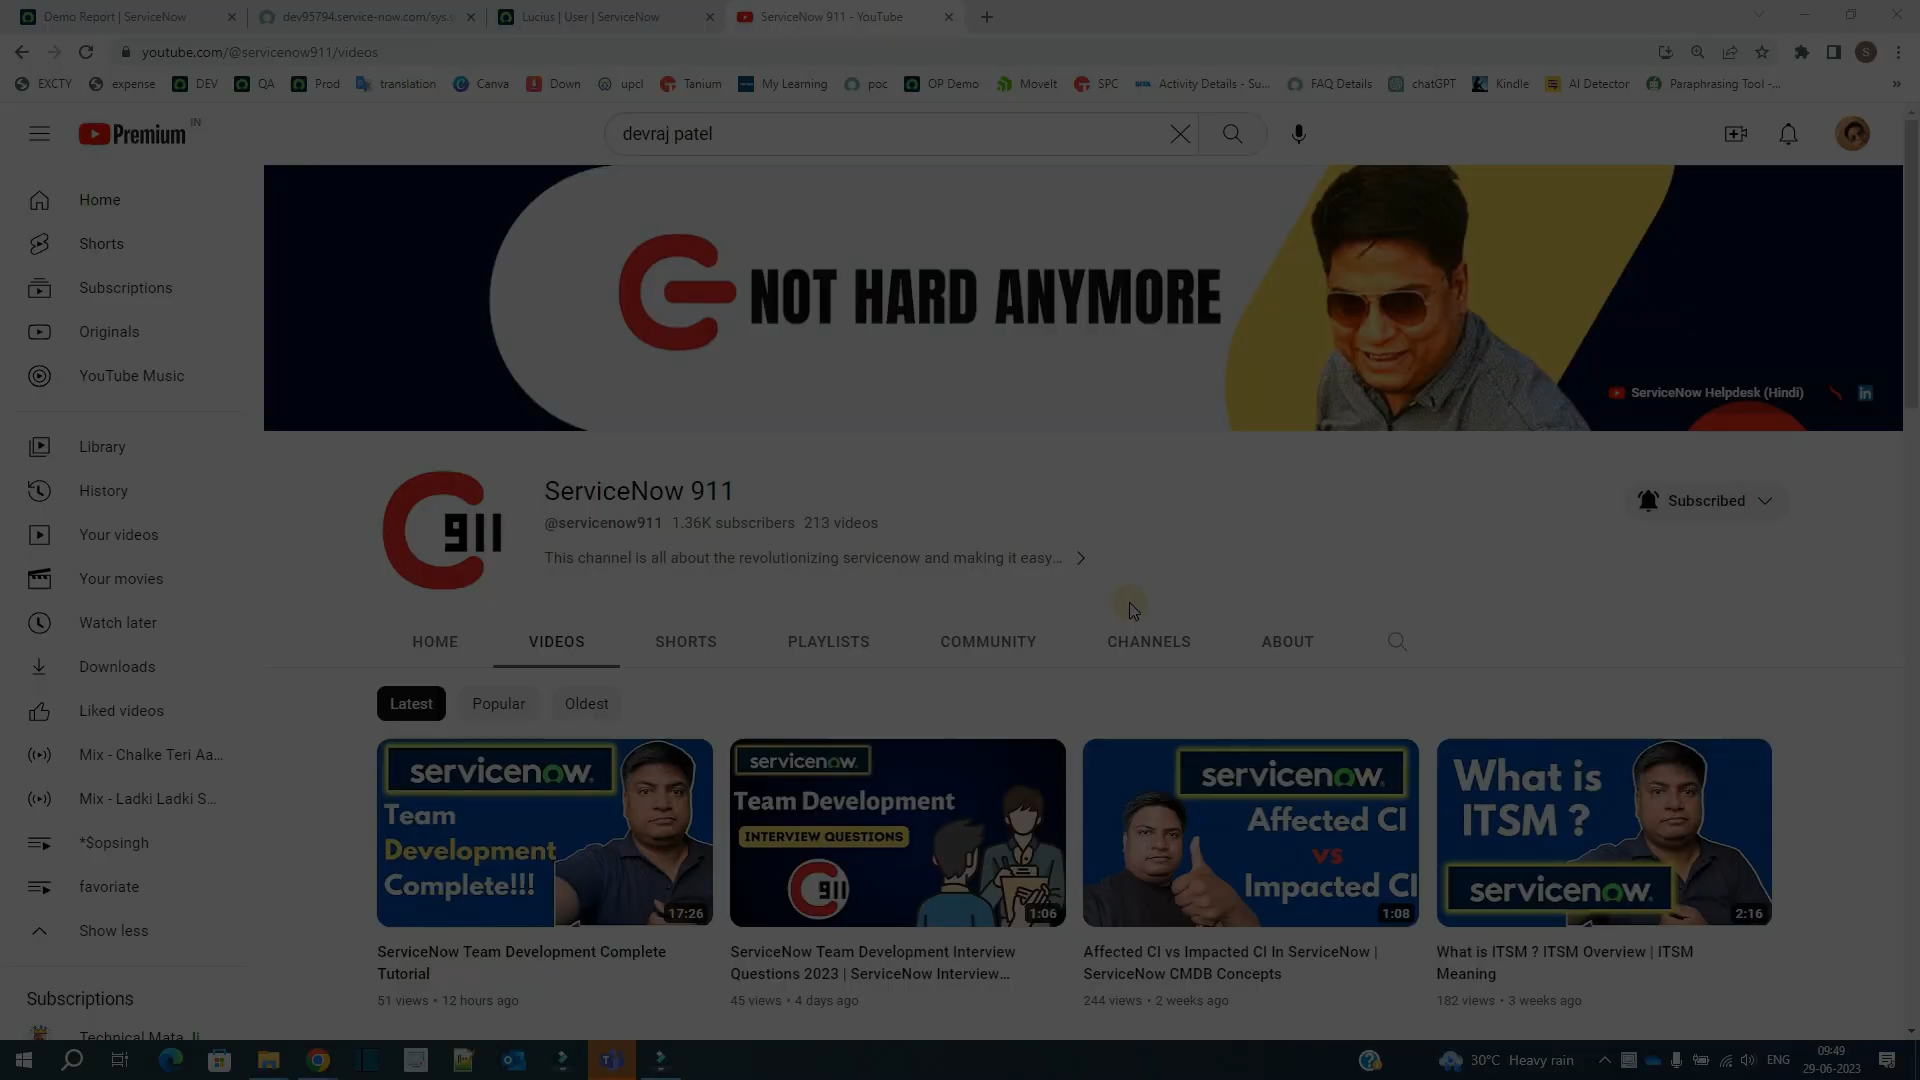 Demo Report | ServiceNow
dev95794.service-now.com/sys.s
Lucius | User | ServiceNow
ServiceNow 911 - YouTube
youtube.com/@servicenow911/videos
S
EXCTY
expense
DEV
QA
Prod
translation
Canva
Down
upcl
Tanium
My Learning
poc
OP Demo
MoveIt
SPC
Activity Details - Su...
FAQ Details
chatGPT
Kindle
AI Detector
Paraphrasing Tool -...
»
Premium
IN
devraj patel
Home
Shorts
Subscriptions
Originals
YouTube Music
Library
History
Your videos
Your movies
Watch later
Downloads
Liked videos
Mix - Chalke Teri Aa...
Mix - Ladki Ladki S...
*$opsingh
favoriate
Show less
Subscriptions
Technical Mata Ji
NOT HARD ANYMORE
ServiceNow Helpdesk (Hindi)
in
911
ServiceNow 911
@servicenow911 1.36K subscribers 213 videos
This channel is all about the revolutionizing servicenow and making it easy...
Subscribed
HOME
VIDEOS
SHORTS
PLAYLISTS
COMMUNITY
CHANNELS
ABOUT
Latest
Popular
Oldest
servicenow.
Team
Development
Complete!!!
17:26
servicenow.
Team Development
INTERVIEW QUESTIONS
911
1:06
servicenow.
Affected CI
vs
Impacted CI
1:08
What is
ITSM ?
servicenow.
2:16
ServiceNow Team Development Complete
Tutorial
51 views • 12 hours ago
ServiceNow Team Development Interview
Questions 2023 | ServiceNow Interview...
45 views • 4 days ago
Affected CI vs Impacted CI In ServiceNow |
ServiceNow CMDB Concepts
244 views • 2 weeks ago
What is ITSM ? ITSM Overview | ITSM
Meaning
182 views • 3 weeks ago
30°C Heavy rain
ENG
09:49
29-06-2023